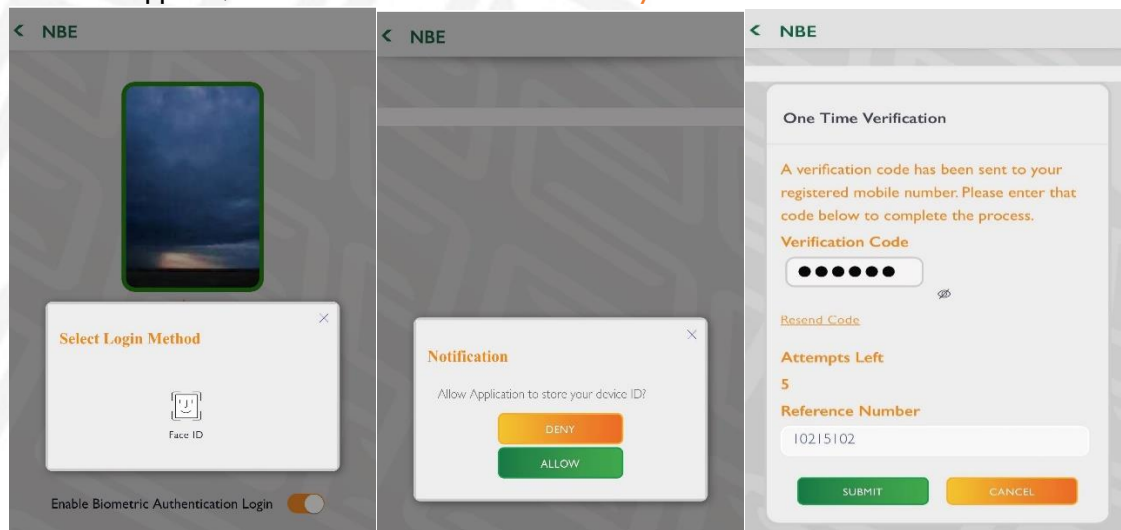 NBE
Select Login Method
Face ID
Enable Biometric Authentication Login
NBE
Notification
Allow Application to store your device ID?
DENY
ALLOW
NBE
One Time Verification
A verification code has been sent to your
registered mobile number. Please enter that
code below to complete the process.
Verification Code
Resend Code
Attempts Left
5
Reference Number
10215102
SUBMIT
CANCEL